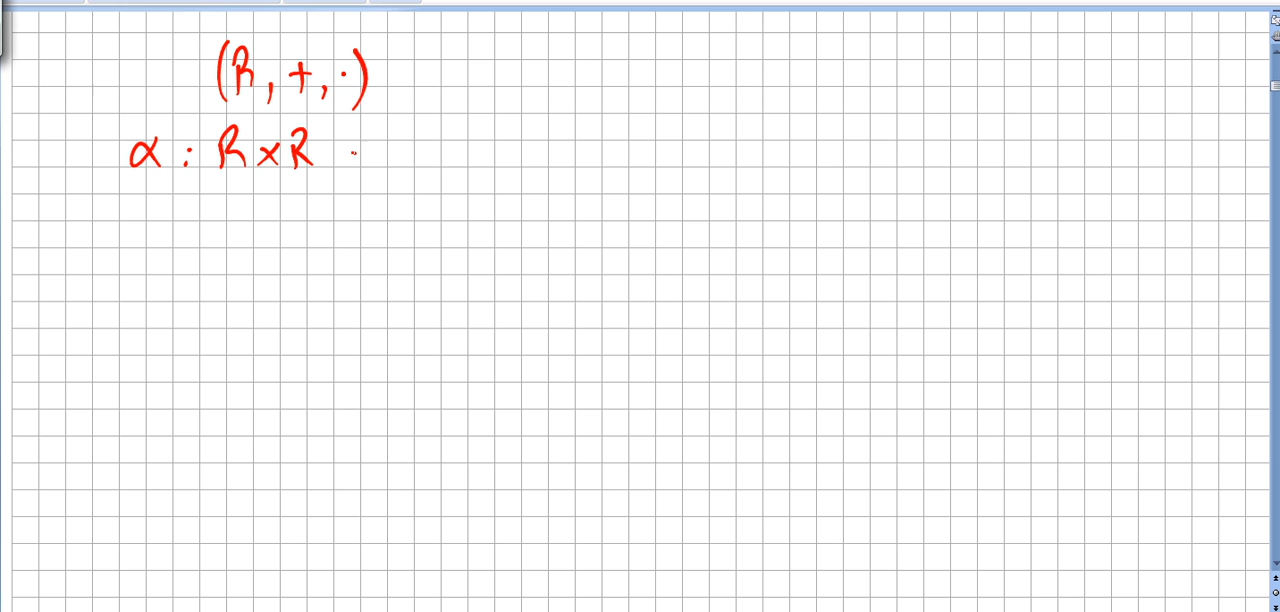 (R, +, ·)
α : R × R